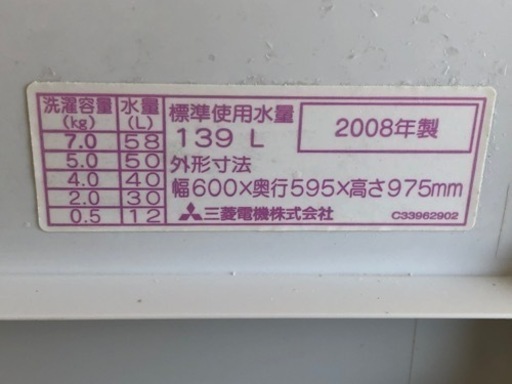 洗濯容量 水量
(kg) (L)
7.0 58
5.0 50
4.0 40
2.0 30
0.5 12
標準使用水量
139 L
2008年製
外形寸法
幅600×奥行595×高さ975mm
三菱電機株式会社
C33962902